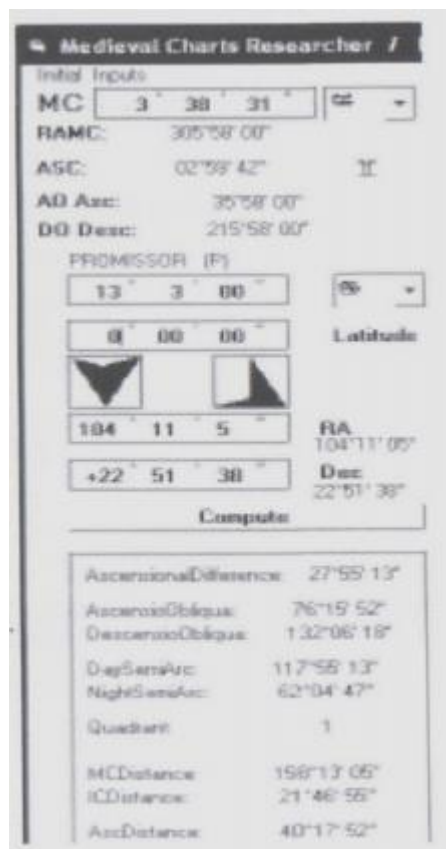 Medieval Charts Researcher /
Initial Inputs
MC 3° 38' 31" ♒
RAMC: 305°58' 00"
ASC: 02°59' 42" ♊
AO Asc: 35°58' 00"
DO Desc: 215°58' 00"
PROMISSOR (P)
13° 3' 00" ♋
0° 00' 00" Latitude
104° 11' 5" RA
104°11' 05"
+22° 51' 38" Dec
22°51' 38"
Compute
AscensionalDifference: 27°55' 13"
AscensioObliqua: 76°15' 52"
DescensioObliqua: 132°06' 18"
DaySemiArc: 117°55' 13"
NightSemiArc: 62°04' 47"
Quadrant: 1
MCDistance: 158°13' 05"
ICDistance: 21°46' 55"
AscDistance: 40°17' 52"